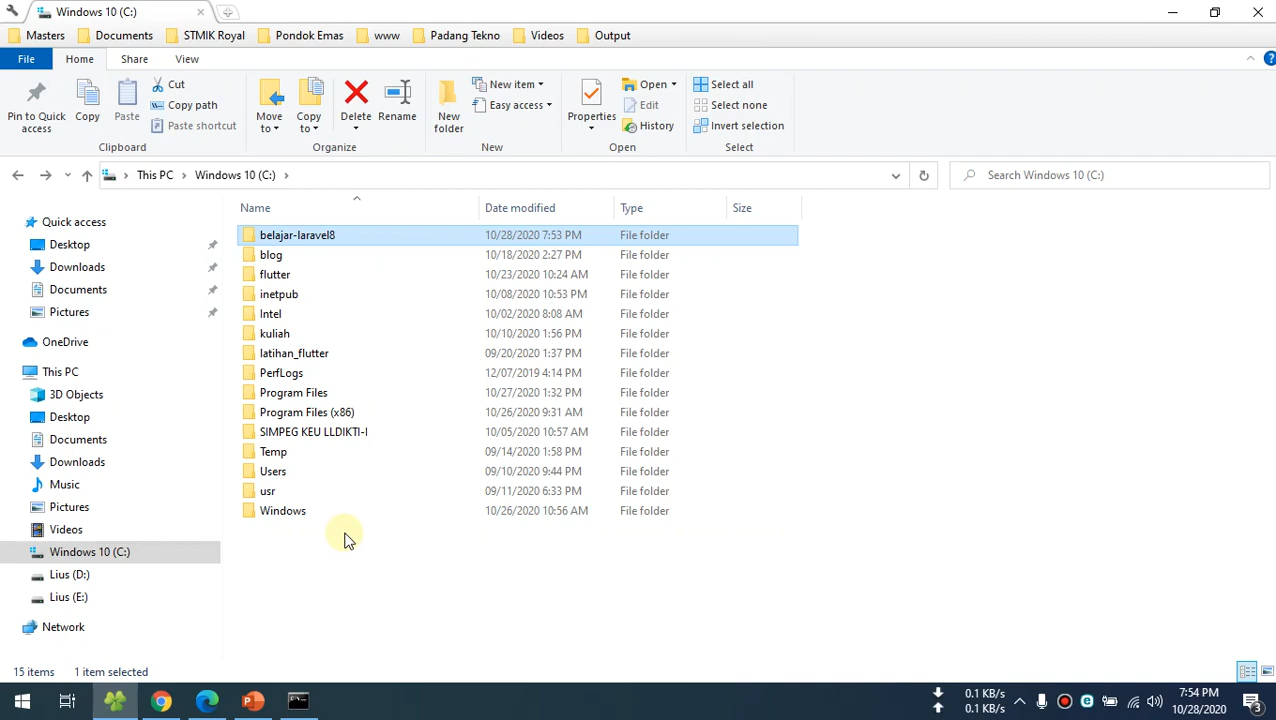 Windows 10 (C:)
Masters Documents STMIK Royal Pondok Emas www Padang Tekno Videos Output
File Home Share View
Pin to Quick access
Copy
Paste
Cut
Copy path
Paste shortcut
Clipboard
Move to
Copy to
Delete
Rename
Organize
New folder
New item
Easy access
New
Properties
Open
Edit
History
Open
Select all
Select none
Invert selection
Select
This PC > Windows 10 (C:) >
Search Windows 10 (C:)
Quick access
Desktop
Downloads
Documents
Pictures
OneDrive
This PC
3D Objects
Desktop
Documents
Downloads
Music
Pictures
Videos
Windows 10 (C:)
Lius (D:)
Lius (E:)
Network
Name Date modified Type Size
belajar-laravel8 10/28/2020 7:53 PM File folder
blog 10/18/2020 2:27 PM File folder
flutter 10/23/2020 10:24 AM File folder
inetpub 10/08/2020 10:53 PM File folder
Intel 10/02/2020 8:08 AM File folder
kuliah 10/10/2020 1:56 PM File folder
latihan_flutter 09/20/2020 1:37 PM File folder
PerfLogs 12/07/2019 4:14 PM File folder
Program Files 10/27/2020 1:32 PM File folder
Program Files (x86) 10/26/2020 9:31 AM File folder
SIMPEG KEU LLDIKTI-I 10/05/2020 10:57 AM File folder
Temp 09/14/2020 1:58 PM File folder
Users 09/10/2020 9:44 PM File folder
usr 09/11/2020 6:33 PM File folder
Windows 10/26/2020 10:56 AM File folder
15 items 1 item selected
0.1 KB/s
0.1 KB/s
7:54 PM
10/28/2020
3